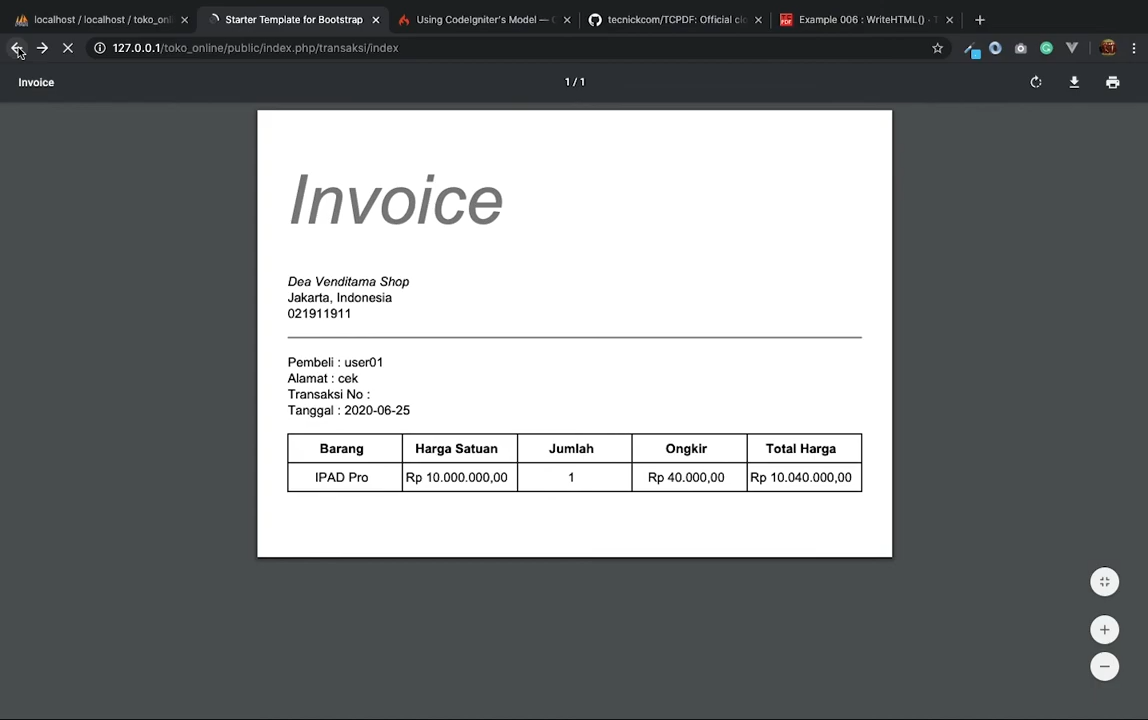 localhost / localhost / toko_onli
Starter Template for Bootstrap
Using CodeIgniter's Model — C
tecnickcom/TCPDF: Official clo
Example 006 : WriteHTML() - T
127.0.0.1/toko_online/public/index.php/transaksi/index
Invoice
1 / 1
Invoice
Dea Venditama Shop
Jakarta, Indonesia
021911911
Pembeli : user01
Alamat : cek
Transaksi No :
Tanggal : 2020-06-25
Barang Harga Satuan Jumlah Ongkir Total Harga
IPAD Pro Rp 10.000.000,00 1 Rp 40.000,00 Rp 10.040.000,00